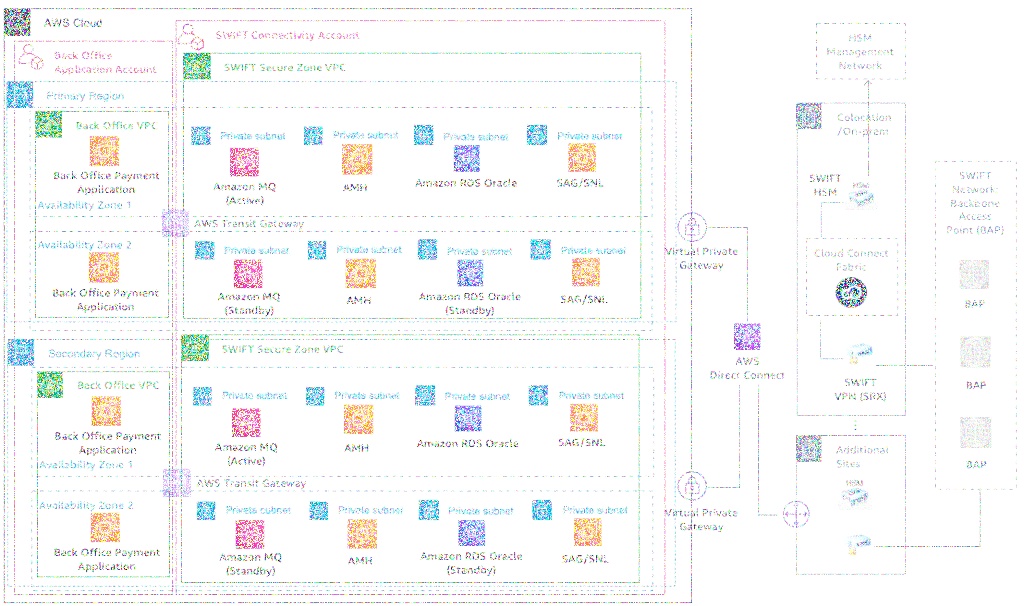 AWS Cloud
Back Office
Application Account
SWIFT Connectivity Account
SWIFT Secure Zone VPC
Primary Region
Back Office VPC
Back Office Payment
Application
Availability Zone 1
Private subnet
Amazon MQ
(Active)
Private subnet
AMH
Private subnet
Amazon RDS Oracle
Private subnet
SAG/SNL
AWS Transit Gateway
Availability Zone 2
Back Office Payment
Application
Private subnet
Amazon MQ
(Standby)
Private subnet
AMH
Private subnet
Amazon RDS Oracle
(Standby)
Private subnet
SAG/SNL
Secondary Region
SWIFT Secure Zone VPC
Back Office VPC
Back Office Payment
Application
Availability Zone 1
Private subnet
Amazon MQ
(Active)
Private subnet
AMH
Private subnet
Amazon RDS Oracle
Private subnet
SAG/SNL
AWS Transit Gateway
Availability Zone 2
Back Office Payment
Application
Private subnet
Amazon MQ
(Standby)
Private subnet
AMH
Private subnet
Amazon RDS Oracle
(Standby)
Private subnet
SAG/SNL
Virtual Private
Gateway
AWS
Direct Connect
Virtual Private
Gateway
HSM
Management
Network
Colocation
/On-prem
SWIFT
HSM
HSM
Cloud Connect
Fabric
SWIFT
VPN (SRX)
Additional
Sites
HSM
SWIFT
Network:
Backbone
Access
Point (BAP)
BAP
BAP
BAP